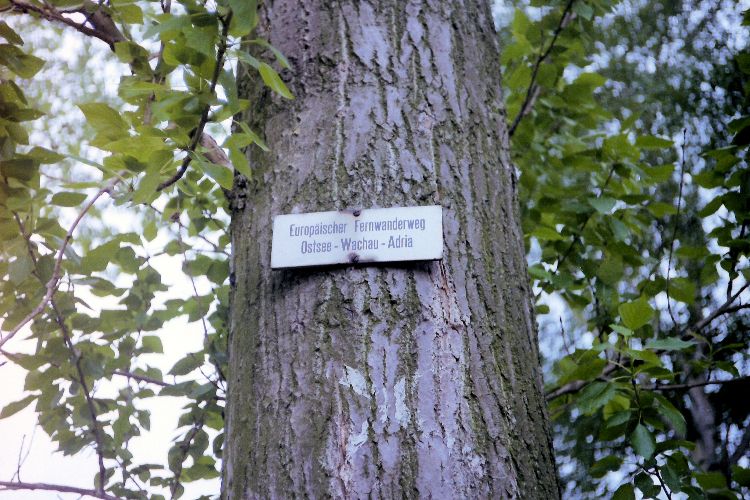 Europäischer Fernwanderweg
Ostsee - Wachau - Adria